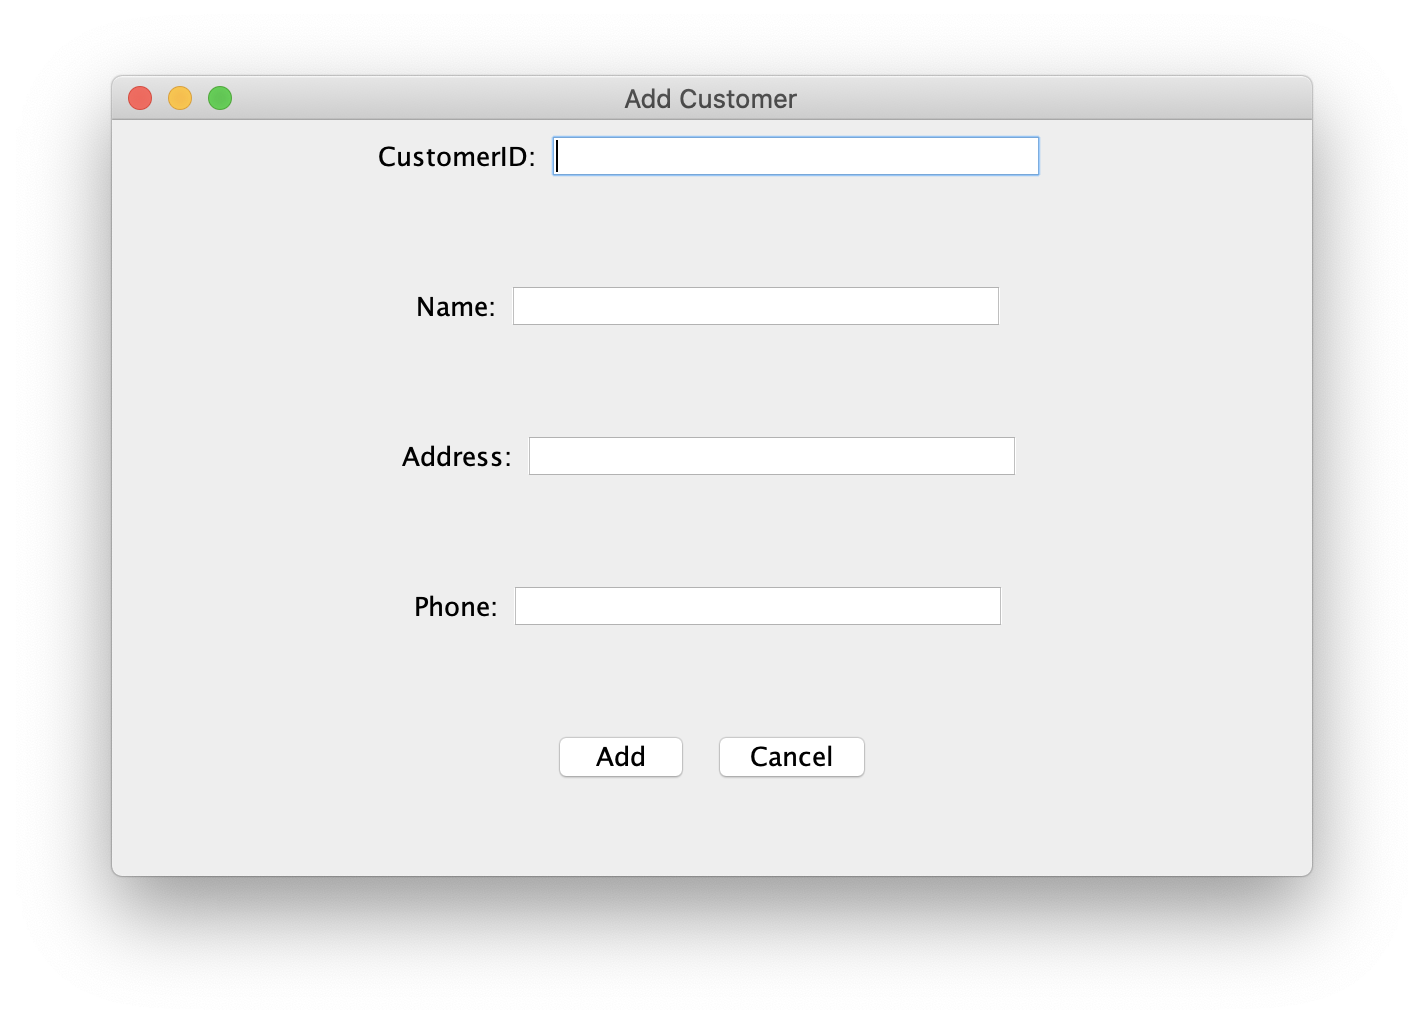 Add Customer
CustomerID:
Name:
Address:
Phone:
Add Cancel